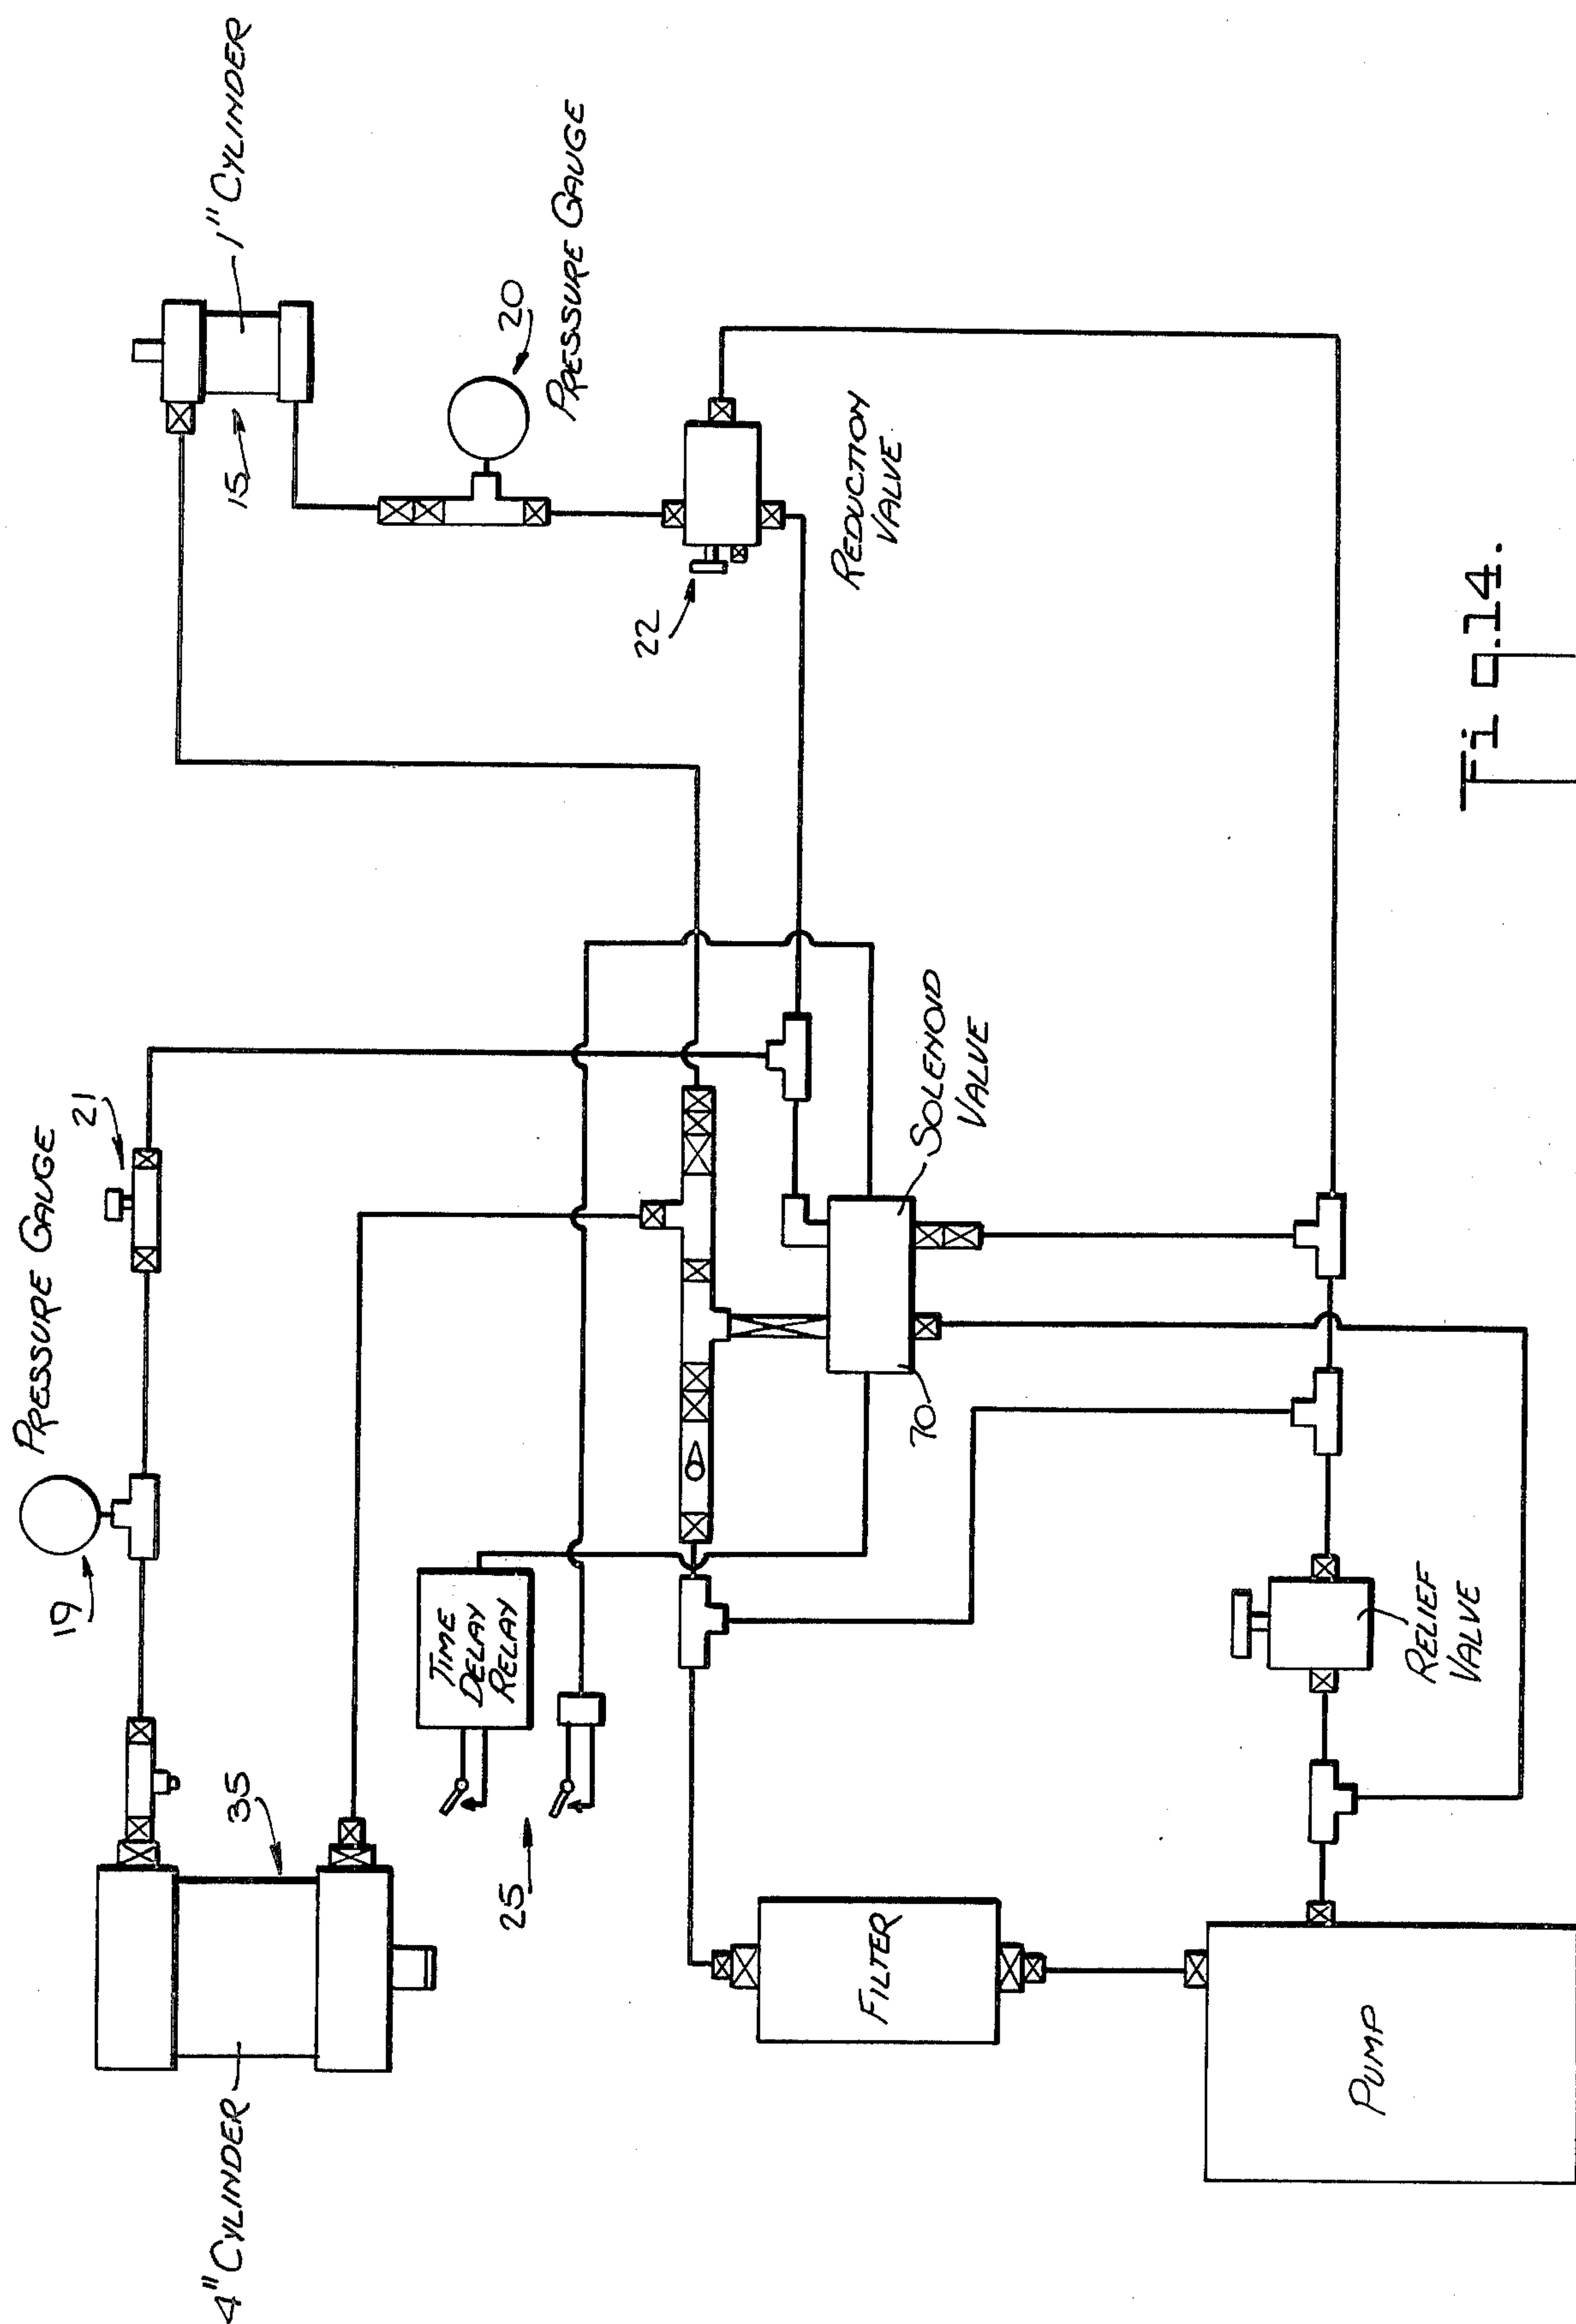 4" CYLINDER
35
19
PRESSURE GAUGE
21
1" CYLINDER
15
20
PRESSURE GAUGE
22
REDUCTION
VALVE
25
TIME
DELAY
RELAY
70
SOLENOID
VALVE
FILTER
RELIEF
VALVE
PUMP
Fig.14.